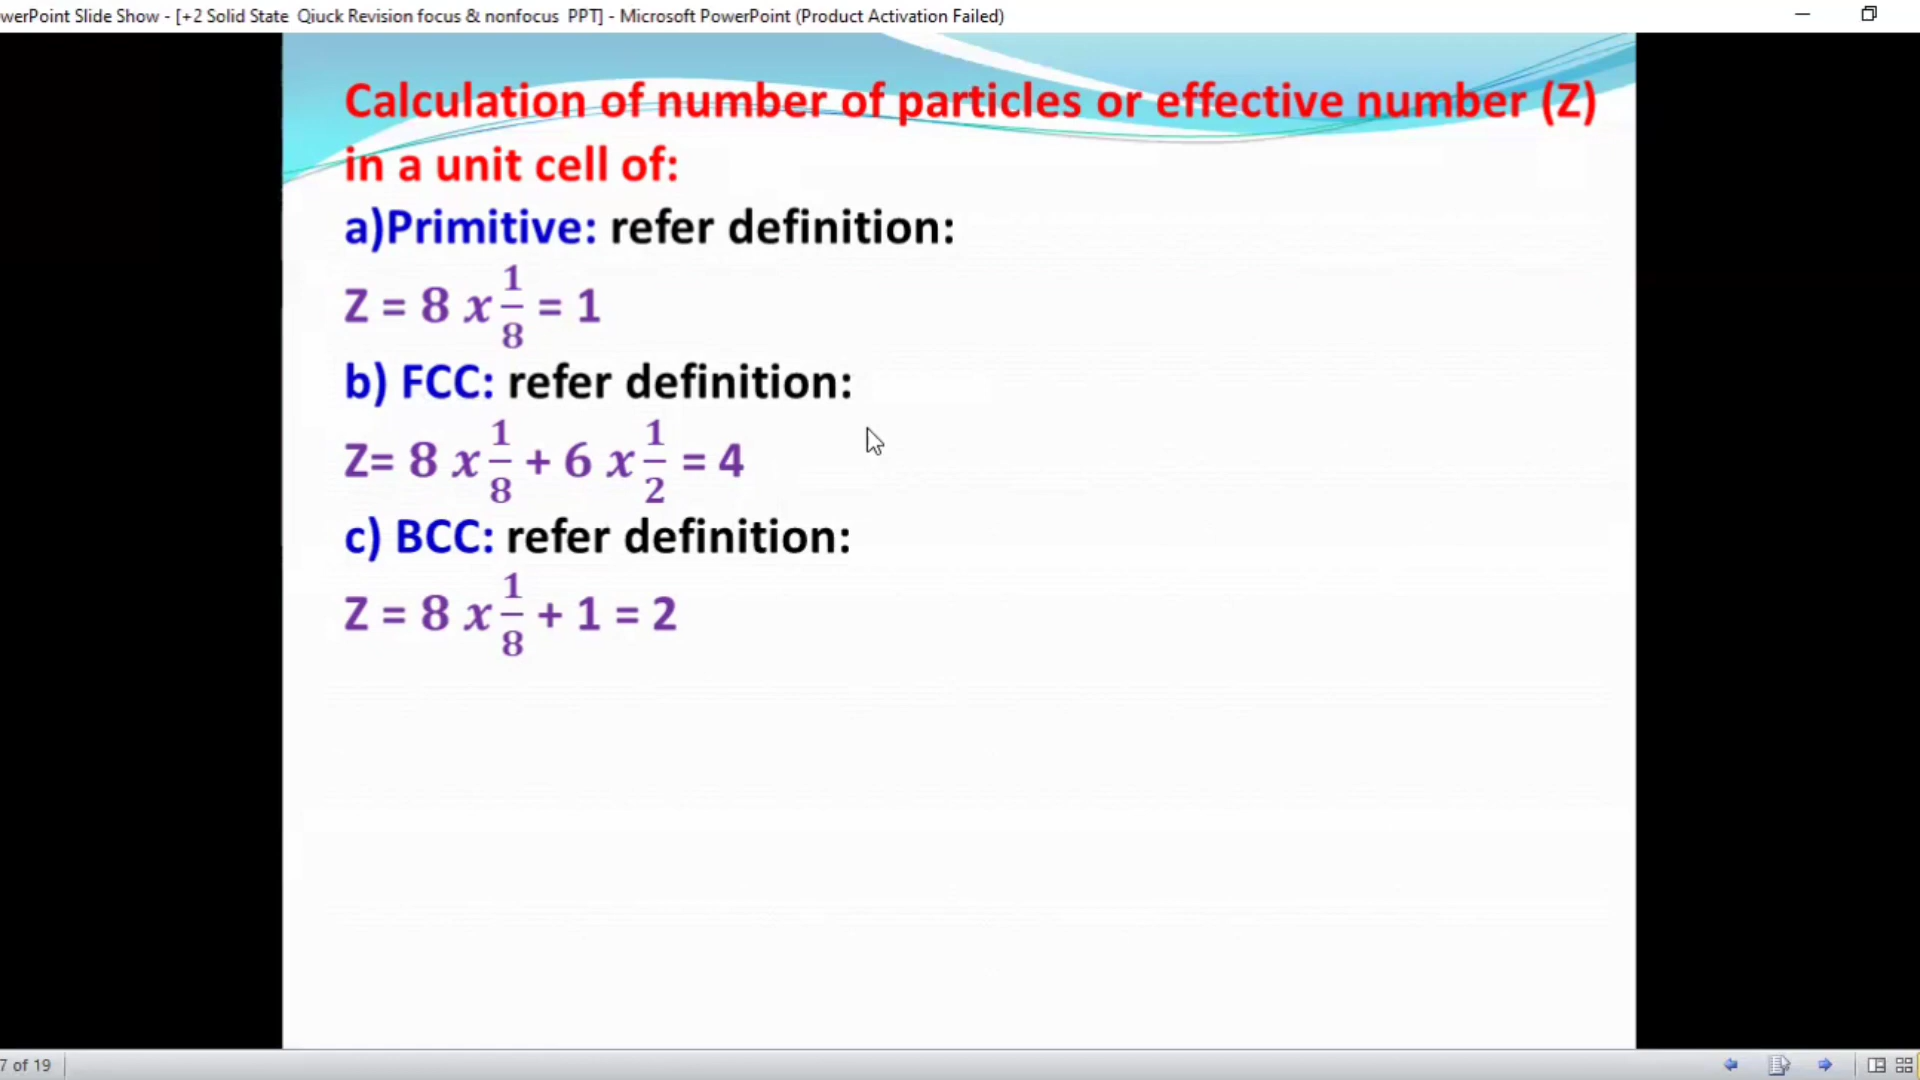 werPoint Slide Show - [+2 Solid State Qiuck Revision focus & nonfocus PPT] - Microsoft PowerPoint (Product Activation Failed)
Calculation of number of particles or effective number (Z)
in a unit cell of:
a)Primitive: refer definition:
Z = 8 x 1/8 = 1
b) FCC: refer definition:
Z= 8 x 1/8 + 6 x 1/2 = 4
c) BCC: refer definition:
Z = 8 x 1/8 + 1 = 2
7 of 19